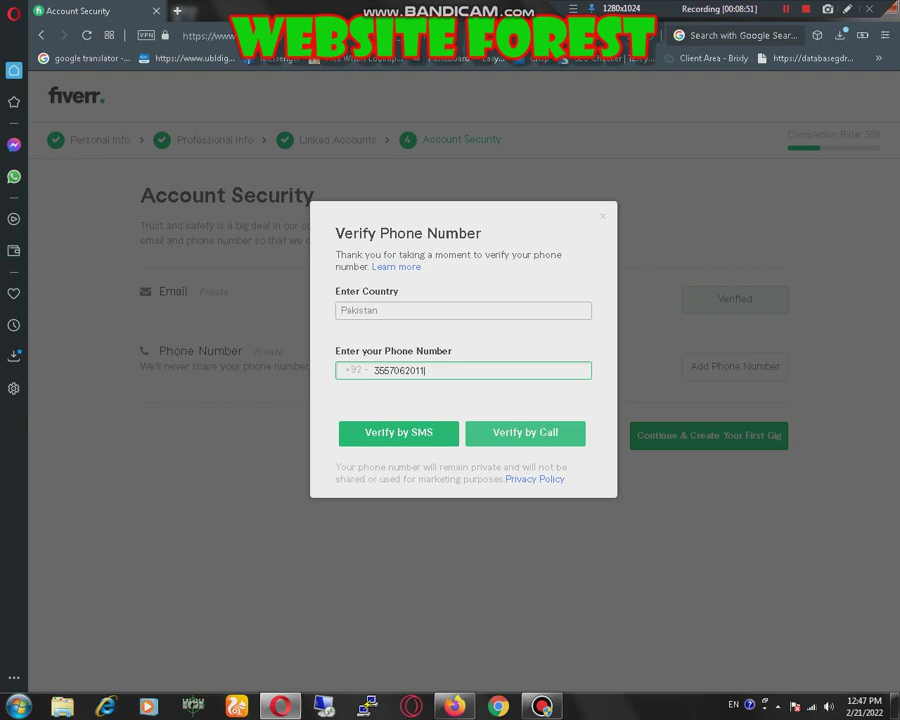 Account Security
WWW.BANDICAM.COM
1280x1024
Recording [00:08:51]
VPN
https://www.
WEBSITE FOREST
Search with Google Sear...
google translator -...
https://www.ubldig...
Client Area - Brixly
https://databasegdr...
fiverr.
Personal Info
Professional Info
Linked Accounts
4
Account Security
Completion Rate: 35%
Account Security
Trust and safety is a big deal in our co
email and phone number so that we c
Email Private
Verified
Phone Number Private
We'll never share your phone number.
Add Phone Number
Continue & Create Your First Gig
Verify Phone Number
Thank you for taking a moment to verify your phone
number. Learn more
Enter Country
Pakistan
Enter your Phone Number
+92 - 3557062011
Verify by SMS
Verify by Call
Your phone number will remain private and will not be
shared or used for marketing purposes. Privacy Policy
EN
12:47 PM
2/21/2022